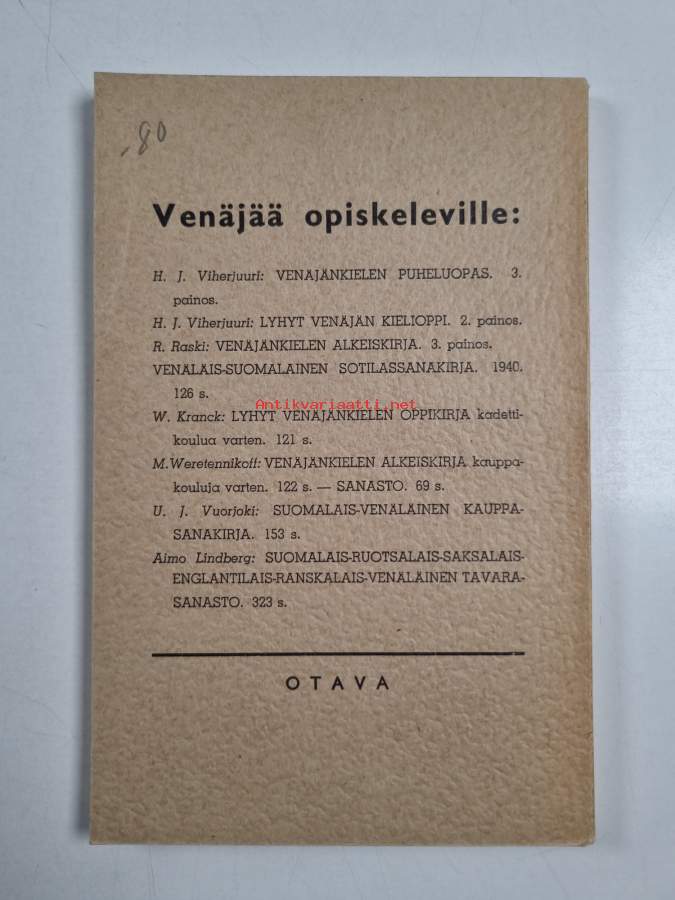 80
Venäjää opiskeleville:
H. J. Viherjuuri: VENÄJÄNKIELEN PUHELUOPAS. 3.
painos.
H. J. Viherjuuri: LYHYT VENÄJÄN KIELIOPPI. 2. painos.
R. Raski: VENÄJÄNKIELEN ALKEISKIRJA. 3. painos.
VENÄLÄIS-SUOMALAINEN SOTILASSANAKIRJA. 1940.
126 s.
Antikvariaatti.net
W. Kranck: LYHYT VENÄJÄNKIELEN OPPIKIRJA kadetti-
koulua varten. 121 s.
M. Weretennikoff: VENÄJÄNKIELEN ALKEISKIRJA kauppa-
kouluja varten. 122 s. — SANASTO. 69 s.
U. J. Vuorjoki: SUOMALAIS-VENÄLÄINEN KAUPPA-
SANAKIRJA. 153 s.
Aimo Lindberg: SUOMALAIS-RUOTSALAIS-SAKSALAIS-
ENGLANTILAIS-RANSKALAIS-VENÄLÄINEN TAVARA-
SANASTO. 323 s.
OTAVA